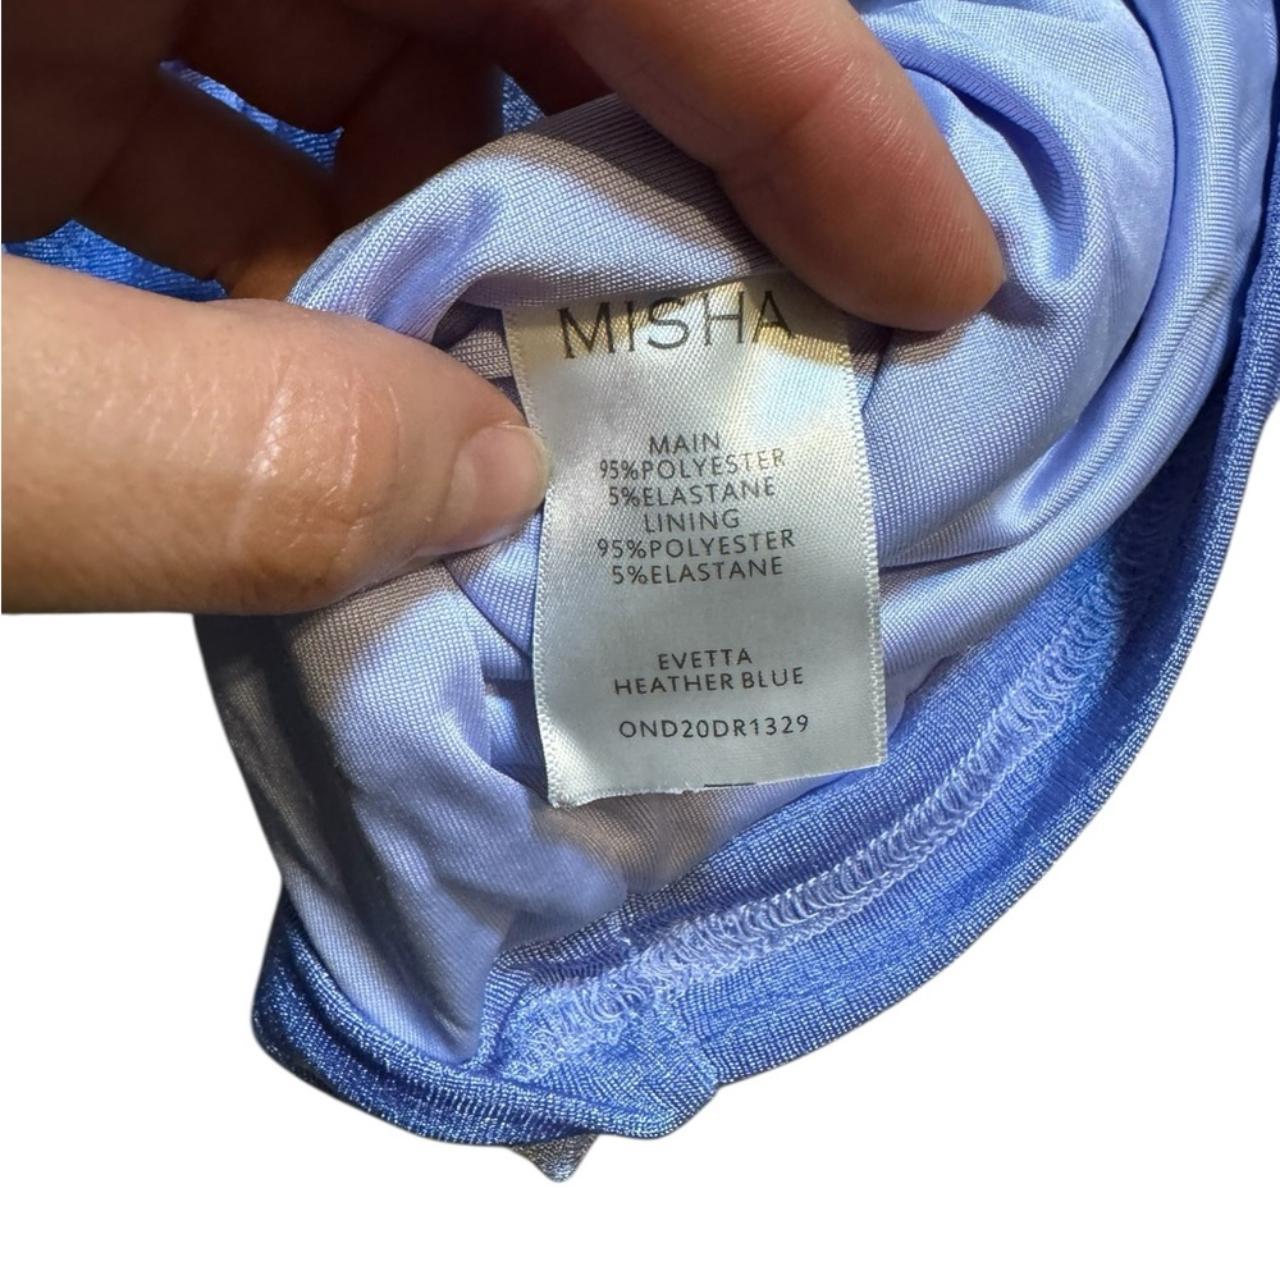 MISHA
MAIN
95%POLYESTER
5%ELASTANE
LINING
95%POLYESTER
5%ELASTANE
EVETTA
HEATHER BLUE
OND20DR1329